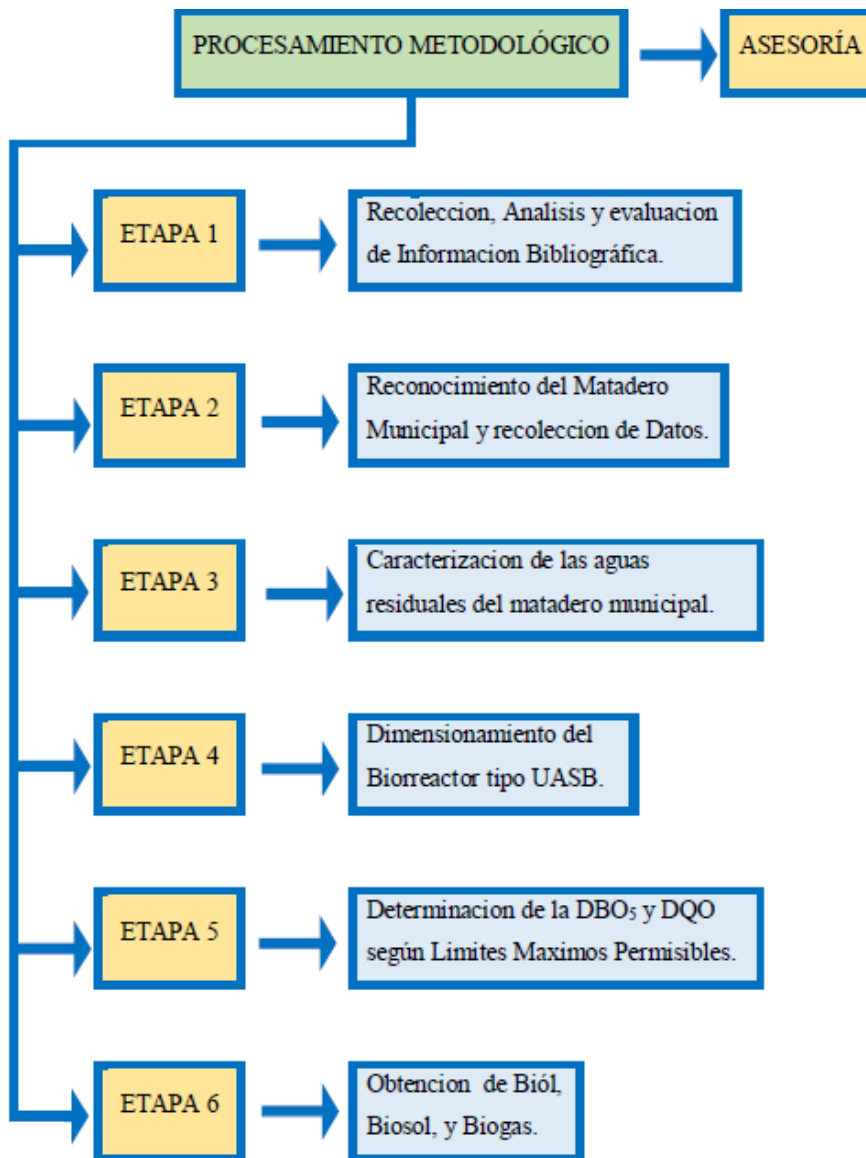 PROCESAMIENTO METODOLÓGICO
ASESORÍA
ETAPA 1
Recoleccion, Analisis y evaluacion
de Informacion Bibliográfica.
ETAPA 2
Reconocimiento del Matadero
Municipal y recoleccion de Datos.
ETAPA 3
Caracterizacion de las aguas
residuales del matadero municipal.
ETAPA 4
Dimensionamiento del
Biorreactor tipo UASB.
ETAPA 5
Determinacion de la DBO₅ y DQO
según Limites Maximos Permisibles.
ETAPA 6
Obtencion de Biól,
Biosol, y Biogas.